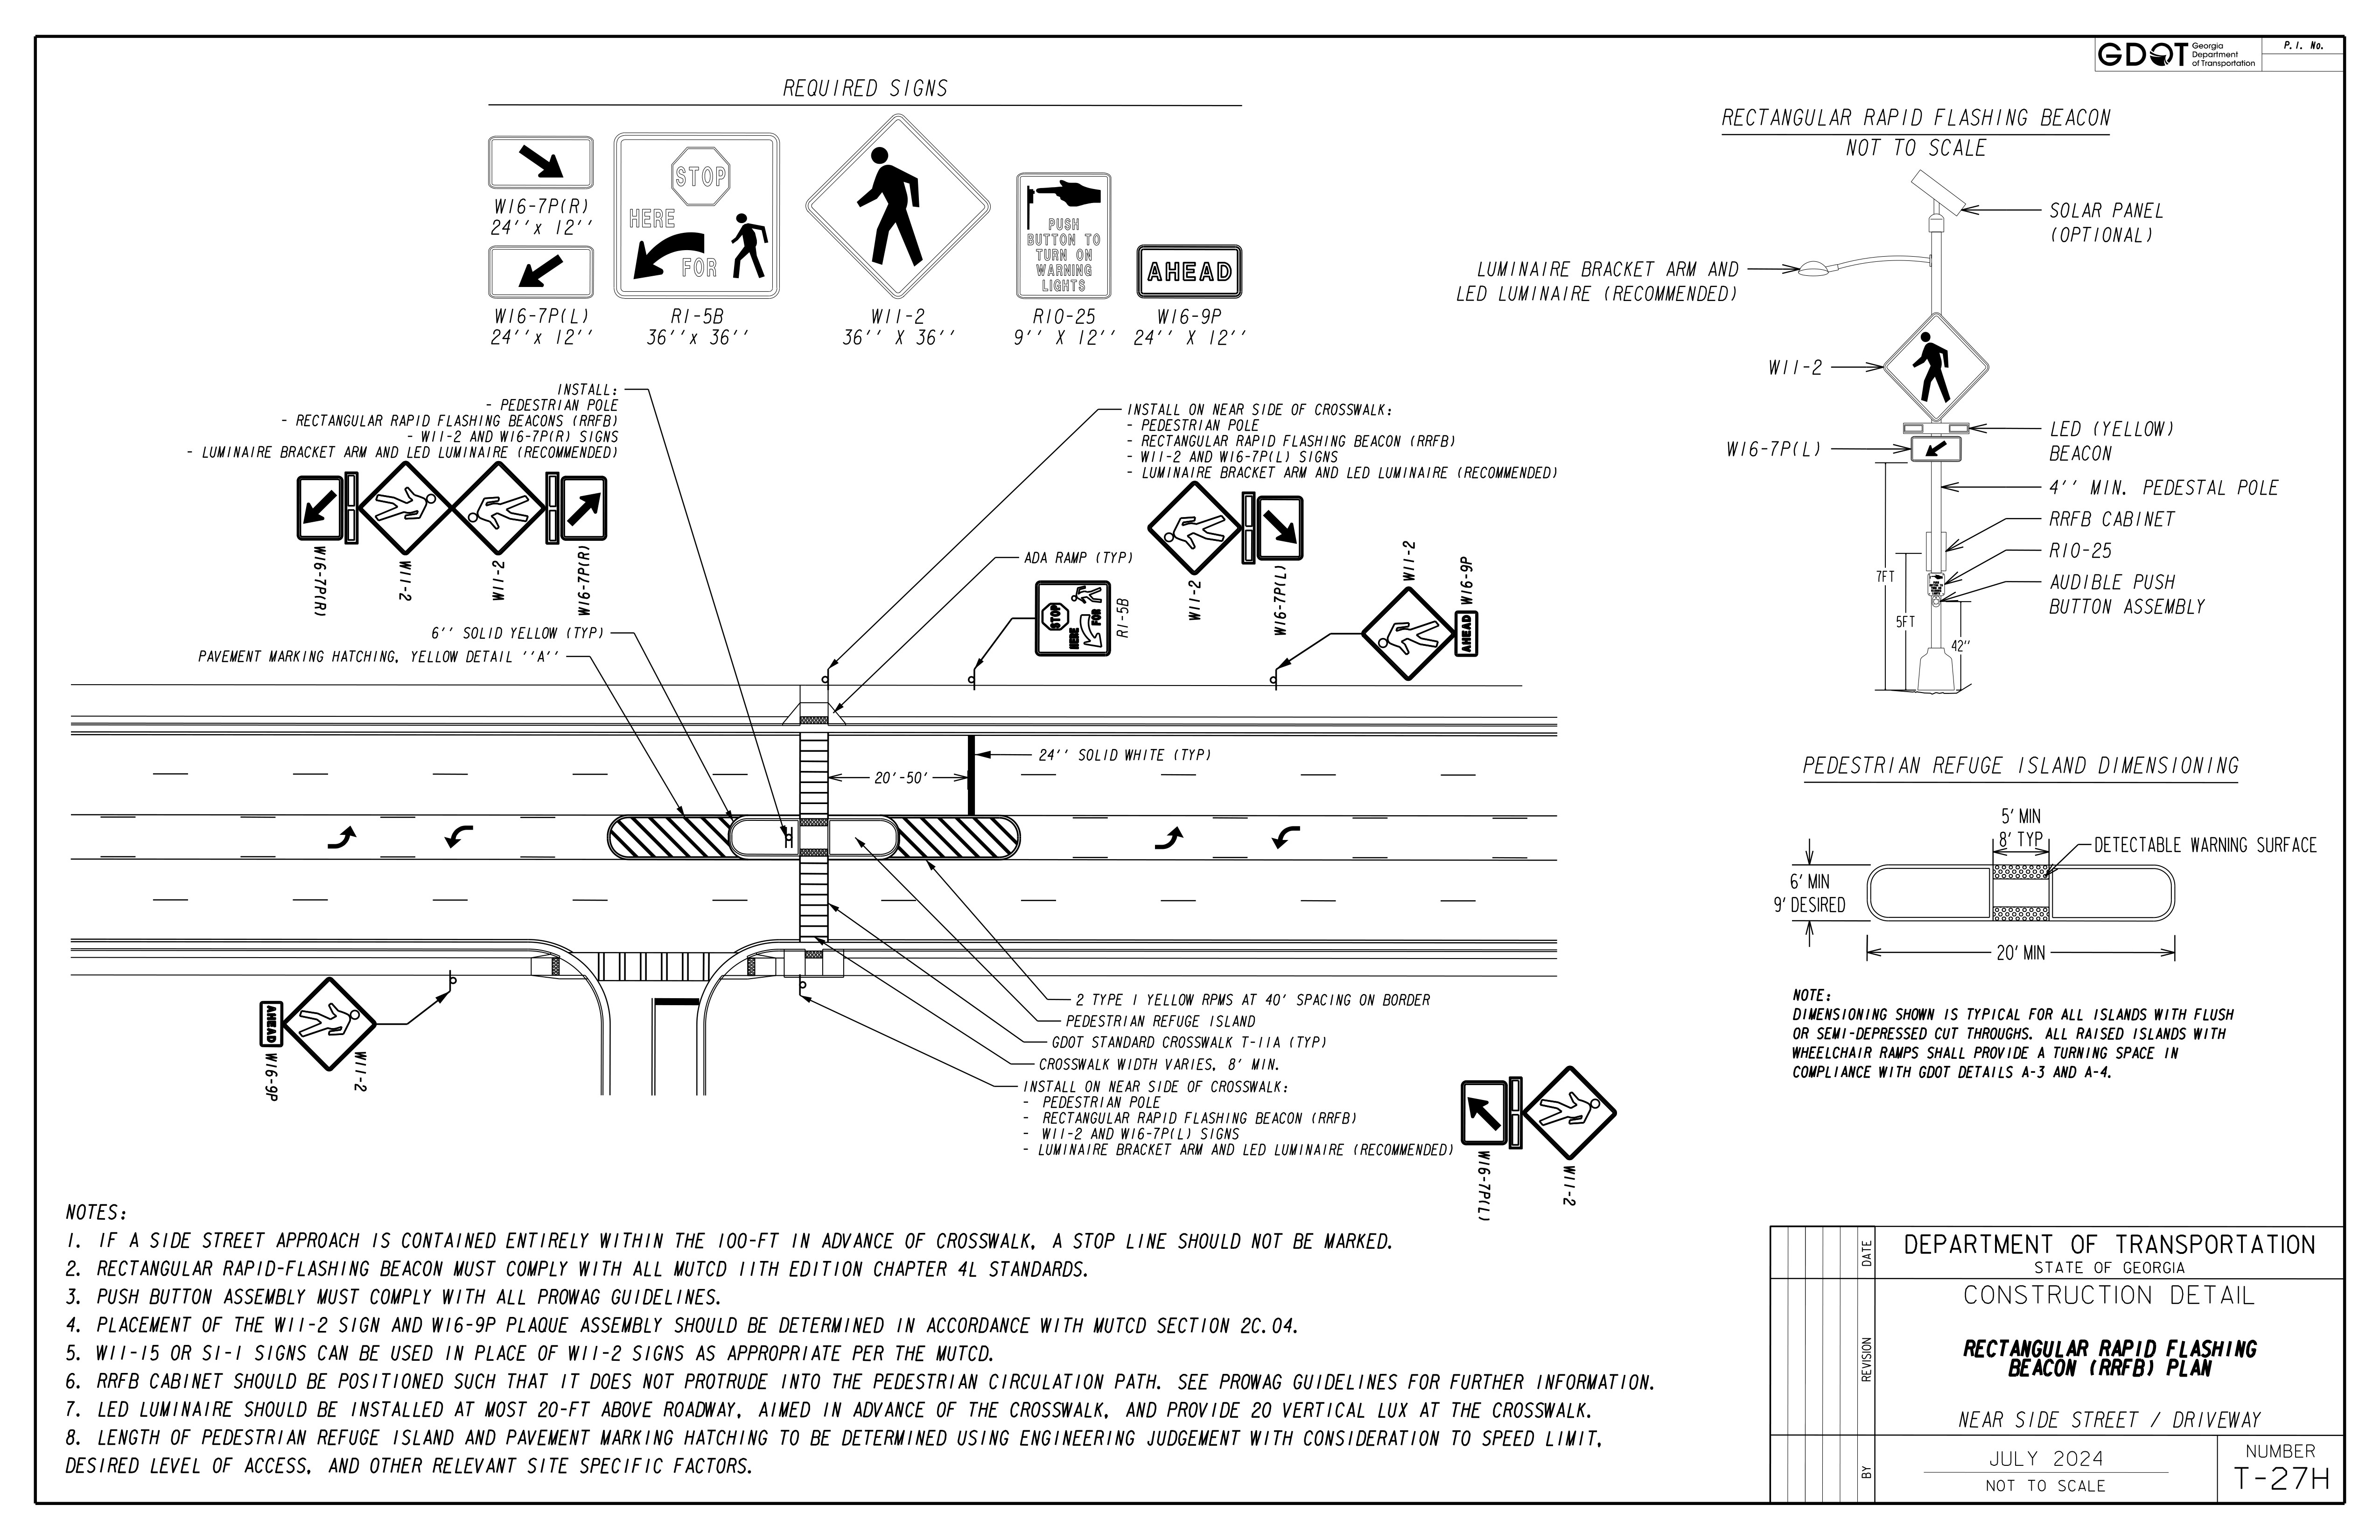 GDOT
Georgia
Department
of Transportation
P.I. No.
REQUIRED SIGNS
W16-7P(R)
24''x 12''
W16-7P(L)
24''x 12''
STOP
HERE
FOR
R1-5B
36''x 36''
W11-2
36'' X 36''
PUSH
BUTTON TO
TURN ON
WARNING
LIGHTS
R10-25
9'' X 12''
AHEAD
W16-9P
24'' X 12''
RECTANGULAR RAPID FLASHING BEACON
NOT TO SCALE
SOLAR PANEL
(OPTIONAL)
LUMINAIRE BRACKET ARM AND
LED LUMINAIRE (RECOMMENDED)
W11-2
LED (YELLOW)
BEACON
W16-7P(L)
4'' MIN. PEDESTAL POLE
RRFB CABINET
R10-25
AUDIBLE PUSH
BUTTON ASSEMBLY
7FT
5FT
42''
INSTALL:
- PEDESTRIAN POLE
- RECTANGULAR RAPID FLASHING BEACONS (RRFB)
- W11-2 AND W16-7P(R) SIGNS
- LUMINAIRE BRACKET ARM AND LED LUMINAIRE (RECOMMENDED)
W16-7P(R)
W11-2
W11-2
W16-7P(R)
INSTALL ON NEAR SIDE OF CROSSWALK:
- PEDESTRIAN POLE
- RECTANGULAR RAPID FLASHING BEACON (RRFB)
- W11-2 AND W16-7P(L) SIGNS
- LUMINAIRE BRACKET ARM AND LED LUMINAIRE (RECOMMENDED)
W11-2
W16-7P(L)
ADA RAMP (TYP)
STOP
HERE
FOR
R1-5B
W11-2
AHEAD
W16-9P
6'' SOLID YELLOW (TYP)
PAVEMENT MARKING HATCHING, YELLOW DETAIL ''A''
24'' SOLID WHITE (TYP)
20'-50'
AHEAD
W16-9P
W11-2
2 TYPE 1 YELLOW RPMS AT 40' SPACING ON BORDER
PEDESTRIAN REFUGE ISLAND
GDOT STANDARD CROSSWALK T-11A (TYP)
CROSSWALK WIDTH VARIES, 8' MIN.
INSTALL ON NEAR SIDE OF CROSSWALK:
- PEDESTRIAN POLE
- RECTANGULAR RAPID FLASHING BEACON (RRFB)
- W11-2 AND W16-7P(L) SIGNS
- LUMINAIRE BRACKET ARM AND LED LUMINAIRE (RECOMMENDED)
W16-7P(L)
W11-2
PEDESTRIAN REFUGE ISLAND DIMENSIONING
5' MIN
8' TYP
DETECTABLE WARNING SURFACE
6' MIN
9' DESIRED
20' MIN
NOTE:
DIMENSIONING SHOWN IS TYPICAL FOR ALL ISLANDS WITH FLUSH
OR SEMI-DEPRESSED CUT THROUGHS. ALL RAISED ISLANDS WITH
WHEELCHAIR RAMPS SHALL PROVIDE A TURNING SPACE IN
COMPLIANCE WITH GDOT DETAILS A-3 AND A-4.
NOTES:
1. IF A SIDE STREET APPROACH IS CONTAINED ENTIRELY WITHIN THE 100-FT IN ADVANCE OF CROSSWALK, A STOP LINE SHOULD NOT BE MARKED.
2. RECTANGULAR RAPID-FLASHING BEACON MUST COMPLY WITH ALL MUTCD 11TH EDITION CHAPTER 4L STANDARDS.
3. PUSH BUTTON ASSEMBLY MUST COMPLY WITH ALL PROWAG GUIDELINES.
4. PLACEMENT OF THE W11-2 SIGN AND W16-9P PLAQUE ASSEMBLY SHOULD BE DETERMINED IN ACCORDANCE WITH MUTCD SECTION 2C.04.
5. W11-15 OR S1-1 SIGNS CAN BE USED IN PLACE OF W11-2 SIGNS AS APPROPRIATE PER THE MUTCD.
6. RRFB CABINET SHOULD BE POSITIONED SUCH THAT IT DOES NOT PROTRUDE INTO THE PEDESTRIAN CIRCULATION PATH. SEE PROWAG GUIDELINES FOR FURTHER INFORMATION.
7. LED LUMINAIRE SHOULD BE INSTALLED AT MOST 20-FT ABOVE ROADWAY, AIMED IN ADVANCE OF THE CROSSWALK, AND PROVIDE 20 VERTICAL LUX AT THE CROSSWALK.
8. LENGTH OF PEDESTRIAN REFUGE ISLAND AND PAVEMENT MARKING HATCHING TO BE DETERMINED USING ENGINEERING JUDGEMENT WITH CONSIDERATION TO SPEED LIMIT,
DESIRED LEVEL OF ACCESS, AND OTHER RELEVANT SITE SPECIFIC FACTORS.
DATE
REVISION
BY
DEPARTMENT OF TRANSPORTATION
STATE OF GEORGIA
CONSTRUCTION DETAIL
RECTANGULAR RAPID FLASHING
BEACON (RRFB) PLAN
NEAR SIDE STREET / DRIVEWAY
JULY 2024
NOT TO SCALE
NUMBER
T-27H